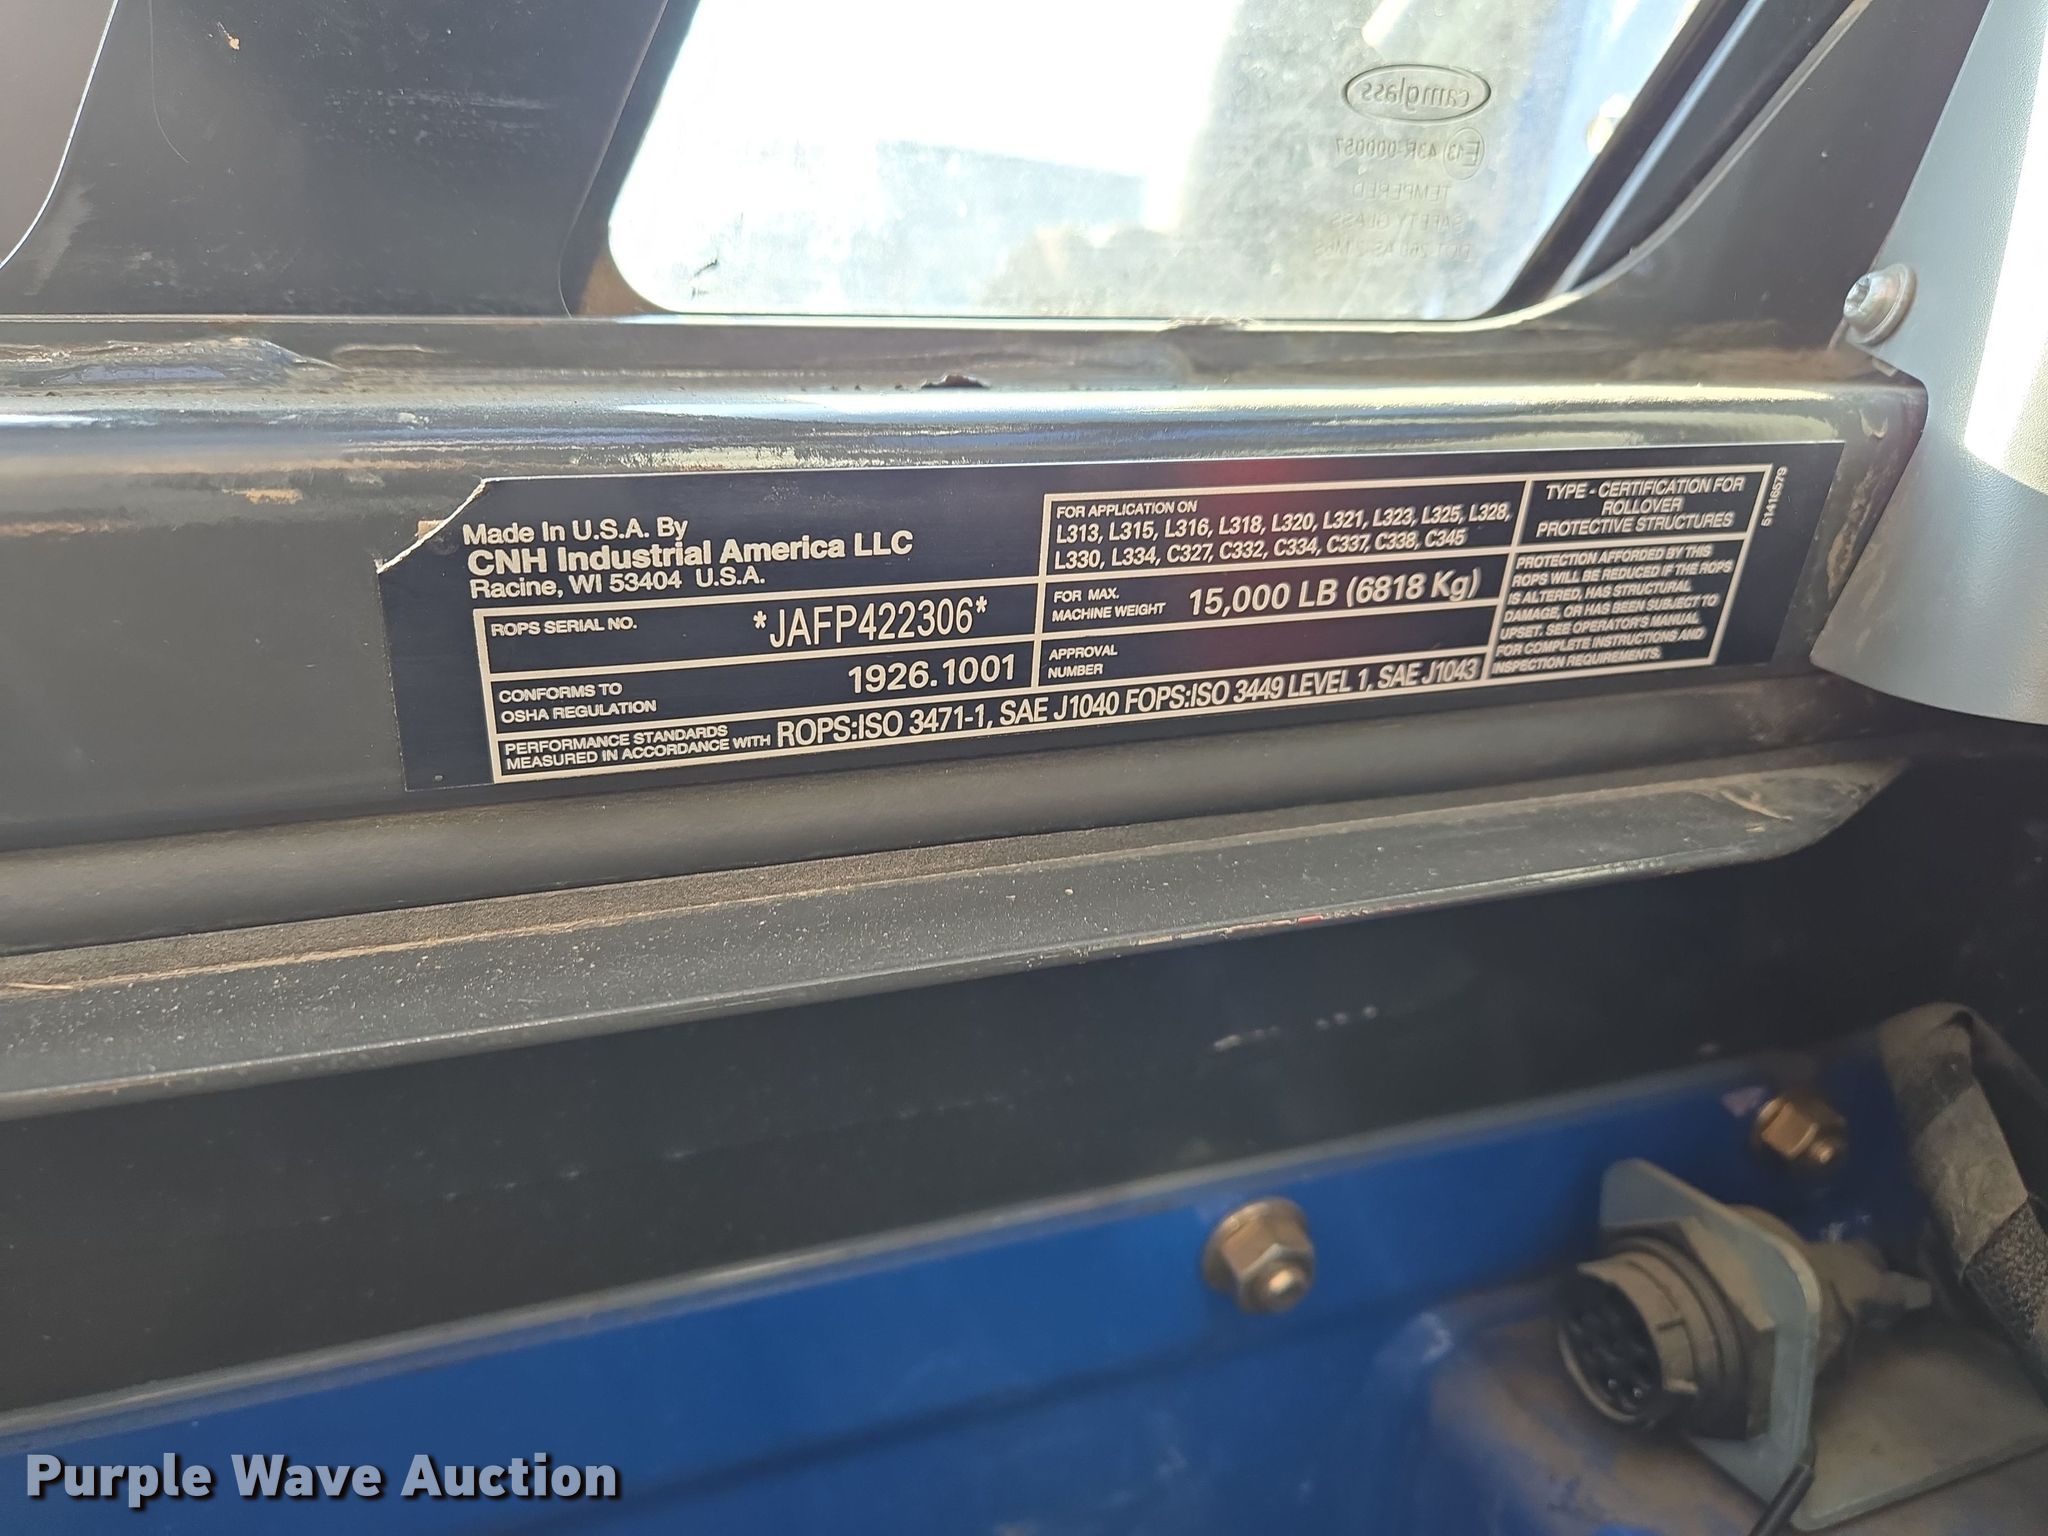 camglass
E13 43R-000057
TEMPERED
SAFETY GLASS
Made In U.S.A. By
CNH Industrial America LLC
Racine, WI 53404 U.S.A.
ROPS SERIAL NO. *JAFP422306*
CONFORMS TO
OSHA REGULATION
1926.1001
PERFORMANCE STANDARDS
MEASURED IN ACCORDANCE WITH
ROPS:ISO 3471-1, SAE J1040 FOPS:ISO 3449 LEVEL 1, SAE J1043
FOR APPLICATION ON
L313, L315, L316, L318, L320, L321, L323, L325, L328,
L330, L334, C327, C332, C334, C337, C338, C345
FOR MAX.
MACHINE WEIGHT
15,000 LB (6818 Kg)
APPROVAL
NUMBER
TYPE - CERTIFICATION FOR
ROLLOVER
PROTECTIVE STRUCTURES
PROTECTION AFFORDED BY THIS
ROPS WILL BE REDUCED IF THE ROPS
IS ALTERED, HAS STRUCTURAL
DAMAGE, OR HAS BEEN SUBJECT TO
UPSET. SEE OPERATOR'S MANUAL
FOR COMPLETE INSTRUCTIONS AND
INSPECTION REQUIREMENTS.
51416579
Purple Wave Auction